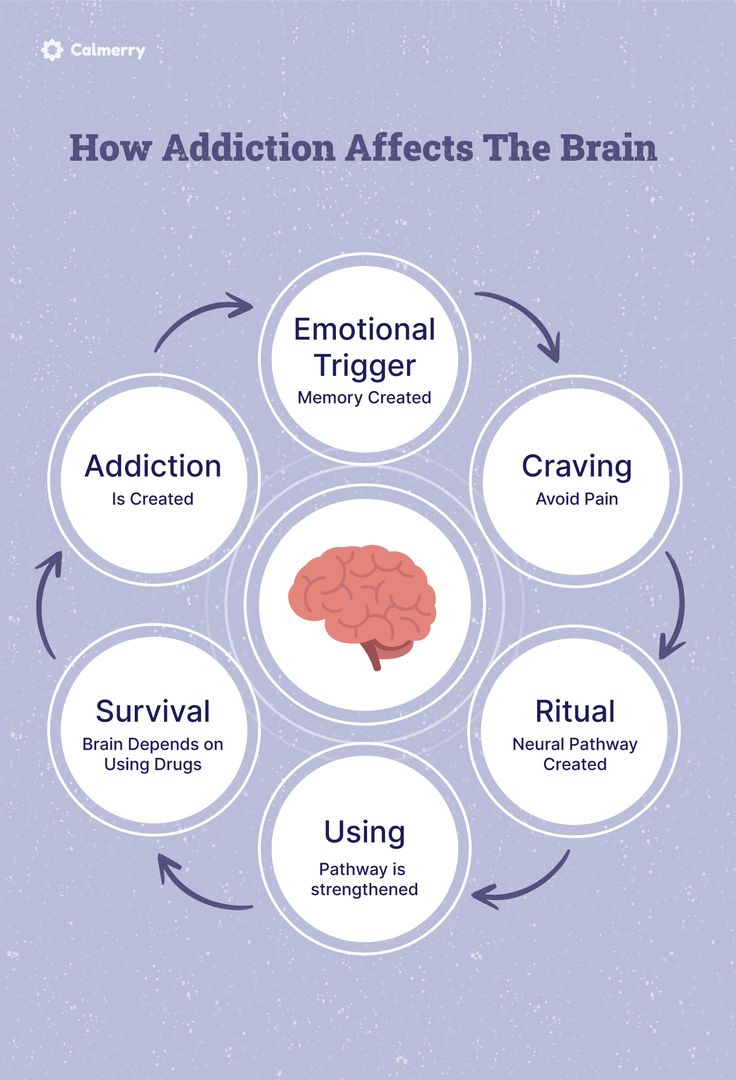 Calmerry
How Addiction Affects The Brain
Emotional
Trigger
Memory Created
Craving
Avoid Pain
Ritual
Neural Pathway
Created
Using
Pathway is
strengthened
Survival
Brain Depends on
Using Drugs
Addiction
Is Created